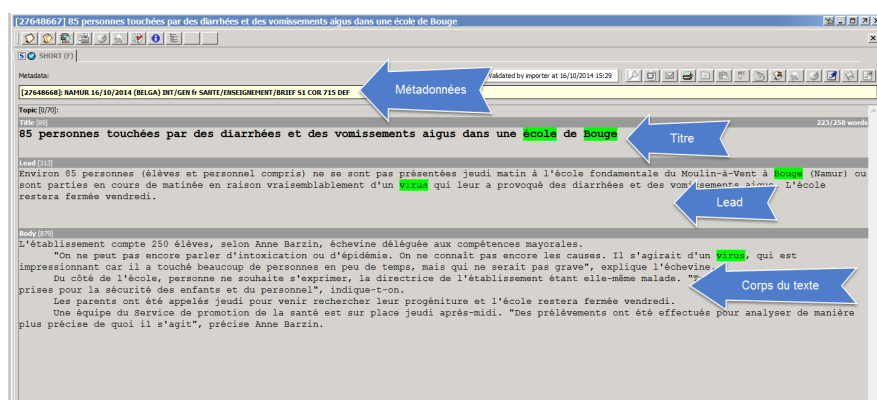 [27648667] 85 personnes touchées par des diarrhées et des vomissements aigus dans une école de Bouge
SHORT (F)
Metadata:
Validated by importer at 16/10/2014 15:29
[27648668]: NAMUR 16/10/2014 (BELGA) INT/GEN fr SANTE/ENSEIGNEMENT/BRIEF 51 COR 715 DEF
Métadonnées
Topic [0/70]:
Title [89]
223/250 words
85 personnes touchées par des diarrhées et des vomissements aigus dans une école de Bouge
Titre
Lead [313]
Environ 85 personnes (élèves et personnel compris) ne se sont pas présentées jeudi matin à l'école fondamentale du Moulin-à-Vent à Bouge (Namur) ou
sont parties en cours de matinée en raison vraisemblablement d'un virus qui leur a provoqué des diarrhées et des vomissements aigus. L'école
restera fermée vendredi.
Lead
Body [879]
L'établissement compte 250 élèves, selon Anne Barzin, échevine déléguée aux compétences mayorales.
"On ne peut pas encore parler d'intoxication ou d'épidémie. On ne connaît pas encore les causes. Il s'agirait d'un virus, qui est
impressionnant car il a touché beaucoup de personnes en peu de temps, mais qui ne serait pas grave", explique l'échevine.
Du côté de l'école, personne ne souhaite s'exprimer, la directrice de l'établissement étant elle-même malade.
prises pour la sécurité des enfants et du personnel", indique-t-on.
Corps du texte
Les parents ont été appelés jeudi pour venir rechercher leur progéniture et l'école restera fermée vendredi.
Une équipe du Service de promotion de la santé est sur place jeudi après-midi. "Des prélèvements ont été effectués pour analyser de manière
plus précise de quoi il s'agit", précise Anne Barzin.